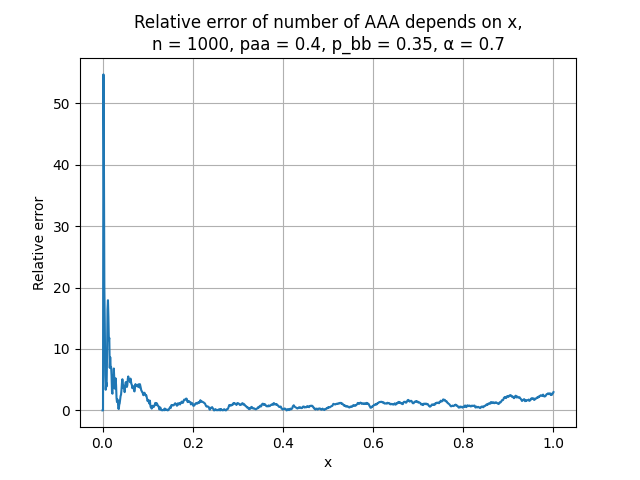 Relative error of number of AAA depends on x,
n = 1000, paa = 0.4, p_bb = 0.35, α = 0.7
Relative error
50
40
30
20
10
0
0.0 0.2 0.4 0.6 0.8 1.0
x